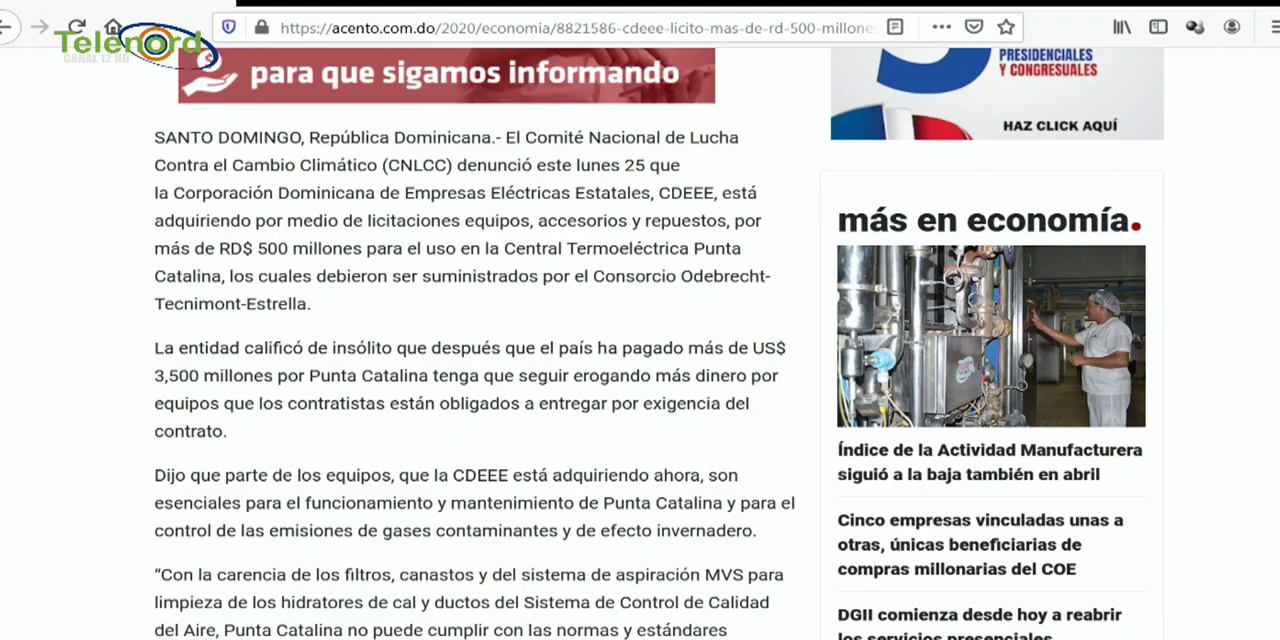 https://acento.com.do/2020/economia/8821586-cdeee-licito-mas-de-rd-500-millone
Telenord
CANAL 12 HD
para que sigamos informando
SANTO DOMINGO, República Dominicana.- El Comité Nacional de Lucha
Contra el Cambio Climático (CNLCC) denunció este lunes 25 que
la Corporación Dominicana de Empresas Eléctricas Estatales, CDEEE, está
adquiriendo por medio de licitaciones equipos, accesorios y repuestos, por
más de RD$ 500 millones para el uso en la Central Termoeléctrica Punta
Catalina, los cuales debieron ser suministrados por el Consorcio Odebrecht-
Tecnimont-Estrella.
La entidad calificó de insólito que después que el país ha pagado más de US$
3,500 millones por Punta Catalina tenga que seguir erogando más dinero por
equipos que los contratistas están obligados a entregar por exigencia del
contrato.
Dijo que parte de los equipos, que la CDEEE está adquiriendo ahora, son
esenciales para el funcionamiento y mantenimiento de Punta Catalina y para el
control de las emisiones de gases contaminantes y de efecto invernadero.
“Con la carencia de los filtros, canastos y del sistema de aspiración MVS para
limpieza de los hidratores de cal y ductos del Sistema de Control de Calidad
del Aire, Punta Catalina no puede cumplir con las normas y estándares
PRESIDENCIALES
Y CONGRESUALES
HAZ CLICK AQUÍ
más en economía.
Índice de la Actividad Manufacturera
siguió a la baja también en abril
Cinco empresas vinculadas unas a
otras, únicas beneficiarias de
compras millonarias del COE
DGII comienza desde hoy a reabrir
los servicios presenciales